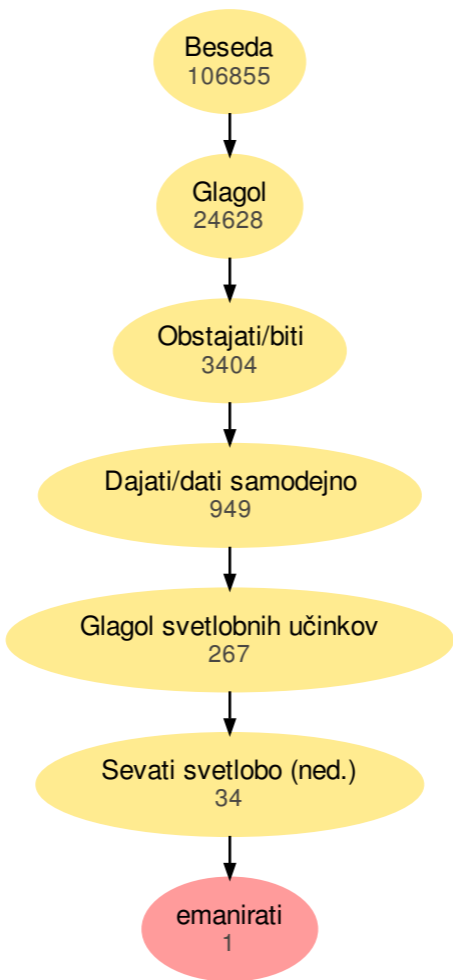 Beseda
106855
Glagol
24628
Obstajati/biti
3404
Dajati/dati samodejno
949
Glagol svetlobnih učinkov
267
Sevati svetlobo (ned.)
34
emanirati
1